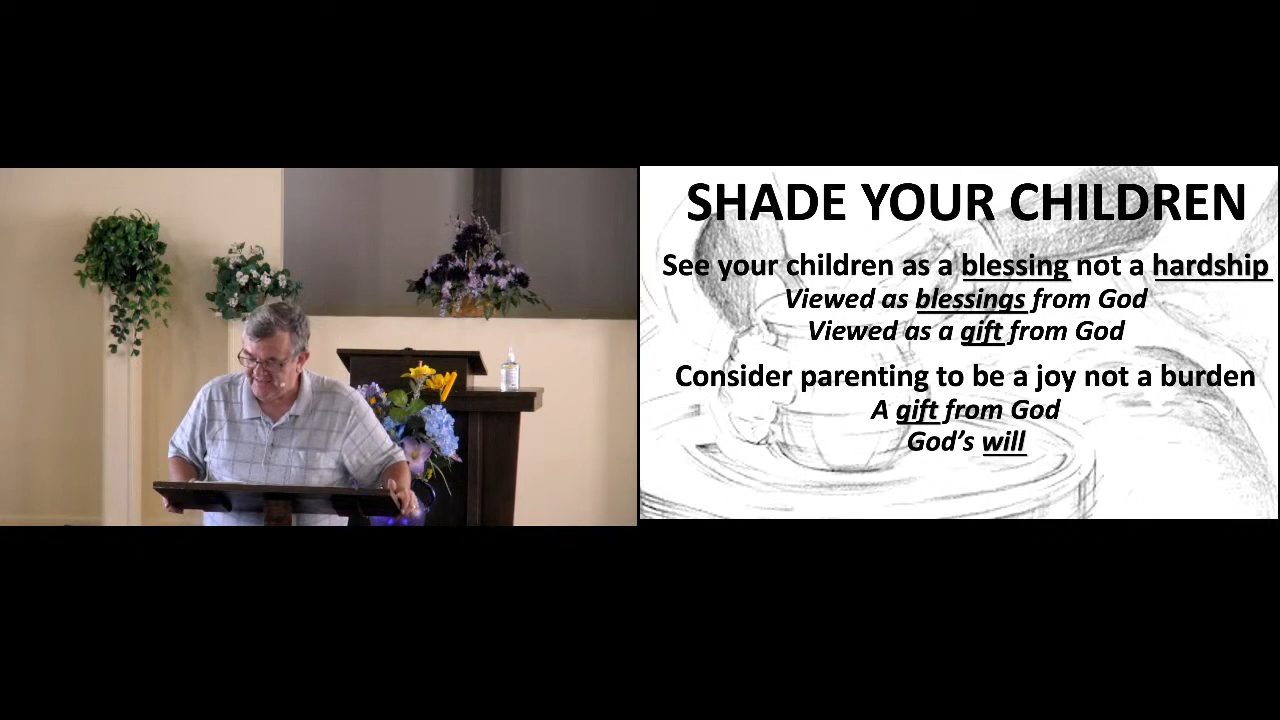 SHADE YOUR CHILDREN
See your children as a blessing not a hardship
Viewed as blessings from God
Viewed as a gift from God
Consider parenting to be a joy not a burden
A gift from God
God's will